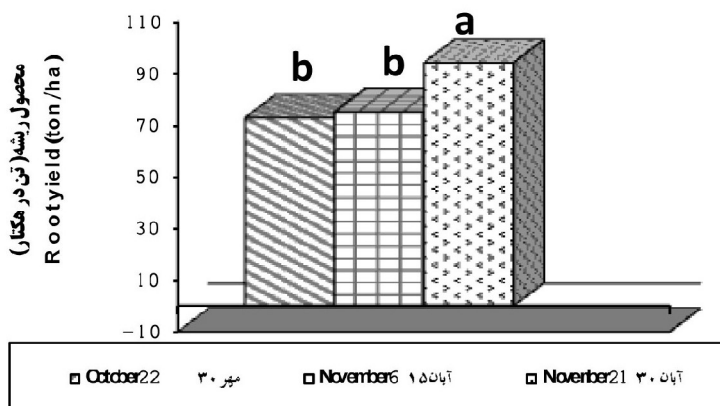 محصول ریشه (تن در هکتار)
Root yield (ton/ha)
110
90
70
50
30
10
-10
b
b
a
October22 ۳۰ مهر
November6 ۱۵ آبان
November21 ۳۰ آبان